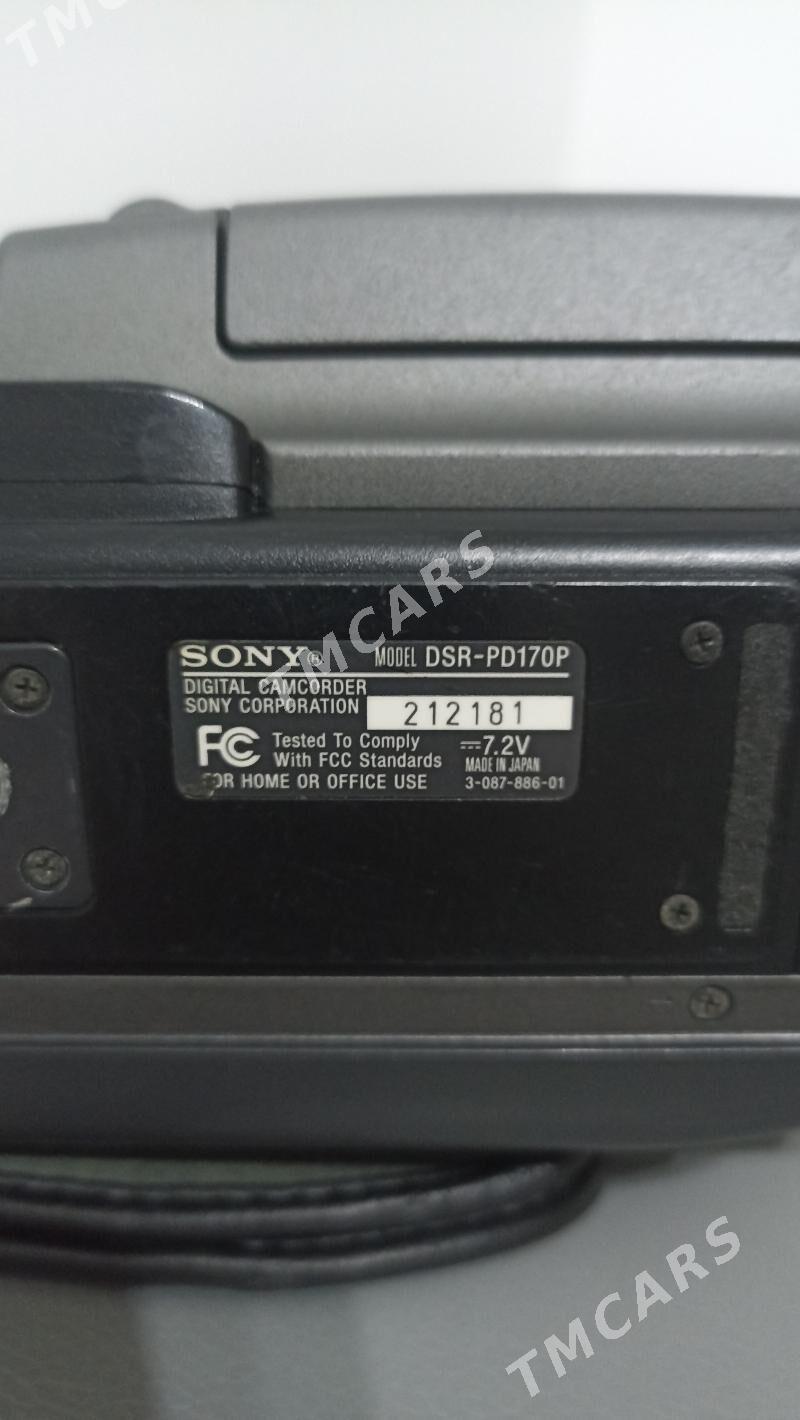 TMCARS
SONY® MODEL DSR-PD170P
DIGITAL CAMCORDER
SONY CORPORATION 212181
FC Tested To Comply
With FCC Standards
⎓7.2V
MADE IN JAPAN
FOR HOME OR OFFICE USE 3-087-886-01
TMCARS
TMCARS